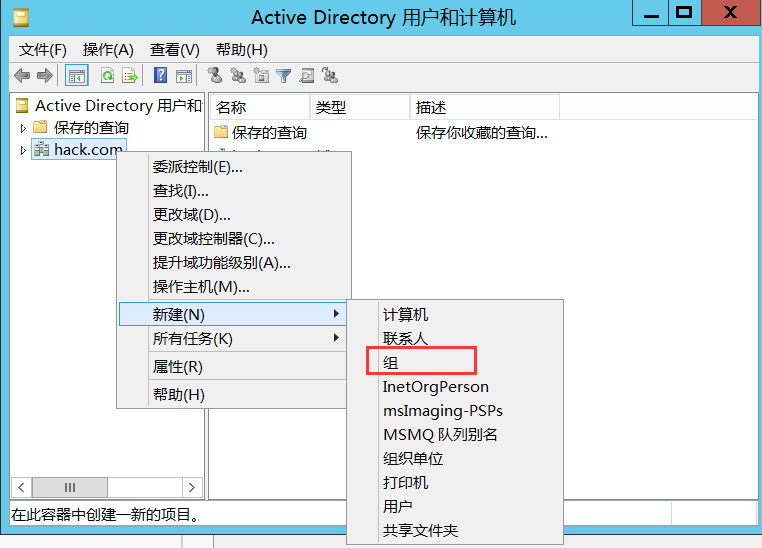 Active Directory 用户和计算机
文件(F) 操作(A) 查看(V) 帮助(H)
Active Directory 用户和
保存的查询
hack.com
名称 类型 描述
保存的查询 保存你收藏的查询...
委派控制(E)...
查找(I)...
更改域(D)...
更改域控制器(C)...
提升域功能级别(A)...
操作主机(M)...
新建(N)
所有任务(K)
属性(R)
帮助(H)
计算机
联系人
组
InetOrgPerson
msImaging-PSPs
MSMQ 队列别名
组织单位
打印机
用户
共享文件夹
在此容器中创建一新的项目。